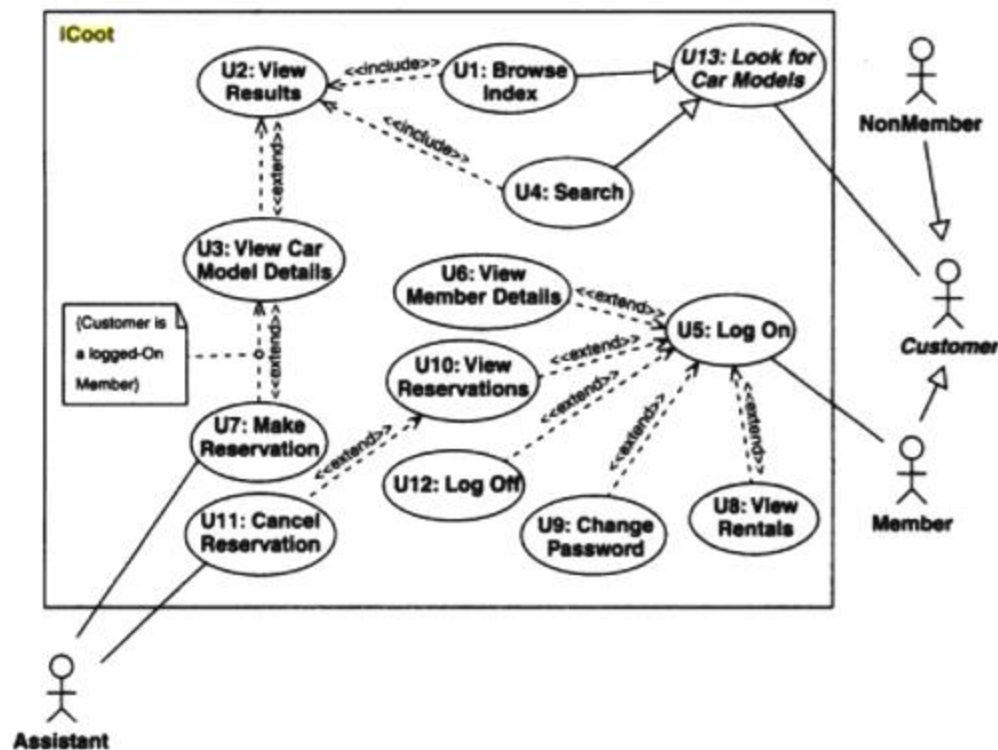 iCoot
U2: View
Results
<<include>>
U1: Browse
Index
U13: Look for
Car Models
NonMember
<<include>>
U4: Search
<<extend>>
U3: View Car
Model Details
U6: View
Member Details
<<extend>>
U5: Log On
Customer
{Customer is
a logged-On
Member}
<<extend>>
U10: View
Reservations
<<extend>>
<<extend>>
U7: Make
Reservation
<<extend>>
U12: Log Off
<<extend>>
<<extend>>
U11: Cancel
Reservation
U9: Change
Password
U8: View
Rentals
Member
Assistant